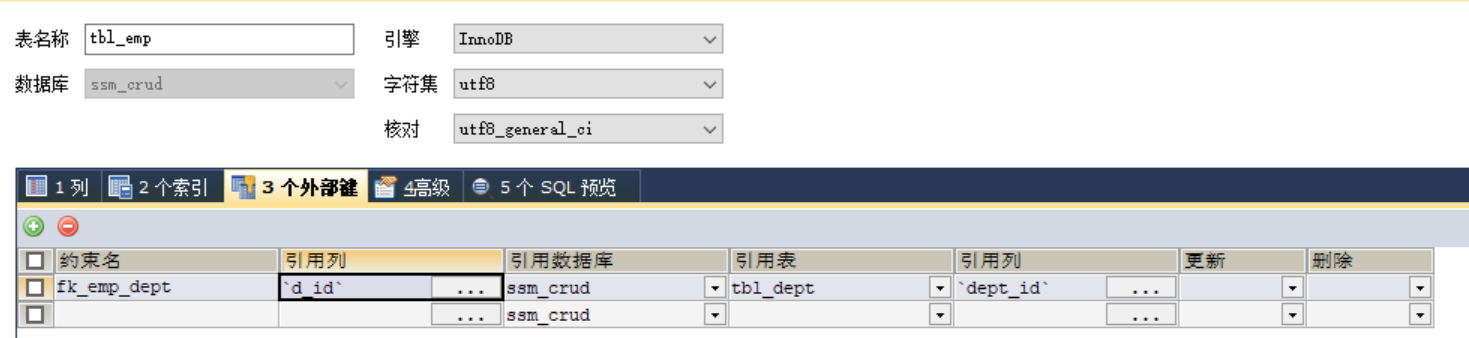 表名称 tbl_emp 引擎 InnoDB
数据库 ssm_crud 字符集 utf8
核对 utf8_general_ci
1 列 2 个索引 3 个外部键 4高级 5 个 SQL 预览
约束名 引用列 引用数据库 引用表 引用列 更新 删除
fk_emp_dept `d_id` ... ssm_crud tbl_dept `dept_id` ...
... ssm_crud ...